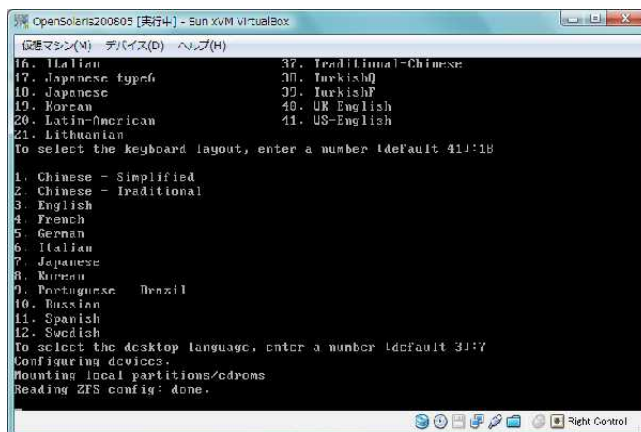 OpenSolaris200805 [実行中] - Sun xVM VirtualBox
仮想マシン(M) デバイス(D) ヘルプ(H)
16. Italian 37. Traditional-Chinese
17. Japanese type6 38. TurkishQ
18. Japanese 39. TurkishF
19. Korean 40. UK-English
20. Latin-American 41. US-English
21. Lithuanian
To select the keyboard layout, enter a number [default 41]:18
1. Chinese - Simplified
2. Chinese - Traditional
3. English
4. French
5. German
6. Italian
7. Japanese
8. Korean
9. Portuguese - Brazil
10. Russian
11. Spanish
12. Swedish
To select the desktop language, enter a number [default 3]:7
Configuring devices.
Mounting local partitions/cdroms
Reading ZFS config: done.
Right Control